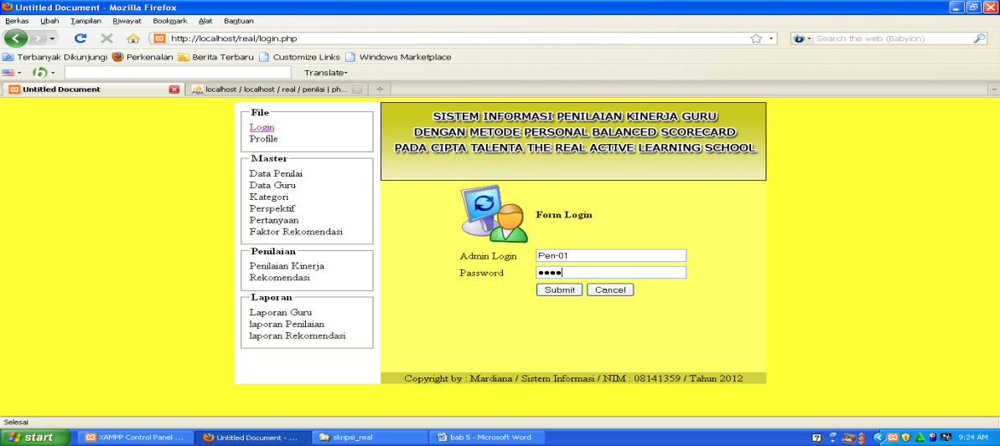 Untitled Document - Mozilla Firefox
Berkas Ubah Tampilan Riwayat Bookmark Alat Bantuan
http://localhost/real/login.php
Search the web (Babylon)
Terbanyak Dikunjungi Perkenalan Berita Terbaru Customize Links Windows Marketplace
Translate
Untitled Document
localhost / localhost / real / penilai | ph...
File
Login
Profile
Master
Data Penilai
Data Guru
Kategori
Perspektif
Pertanyaan
Faktor Rekomendasi
Penilaian
Penilaian Kinerja
Rekomendasi
Laporan
Laporan Guru
laporan Penilaian
laporan Rekomendasi
SISTEM INFORMASI PENILAIAN KINERJA GURU
DENGAN METODE PERSONAL BALANCED SCORECARD
PADA CIPTA TALENTA THE REAL ACTIVE LEARNING SCHOOL
Form Login
Admin Login Pen-01
Password ••••
Submit Cancel
Copyright by : Mardiana / Sistem Informasi / NIM : 08141359 / Tahun 2012
Selesai
start XAMPP Control Panel ... Untitled Document - ... skripsi_real bab 5 - Microsoft Word 9:24 AM